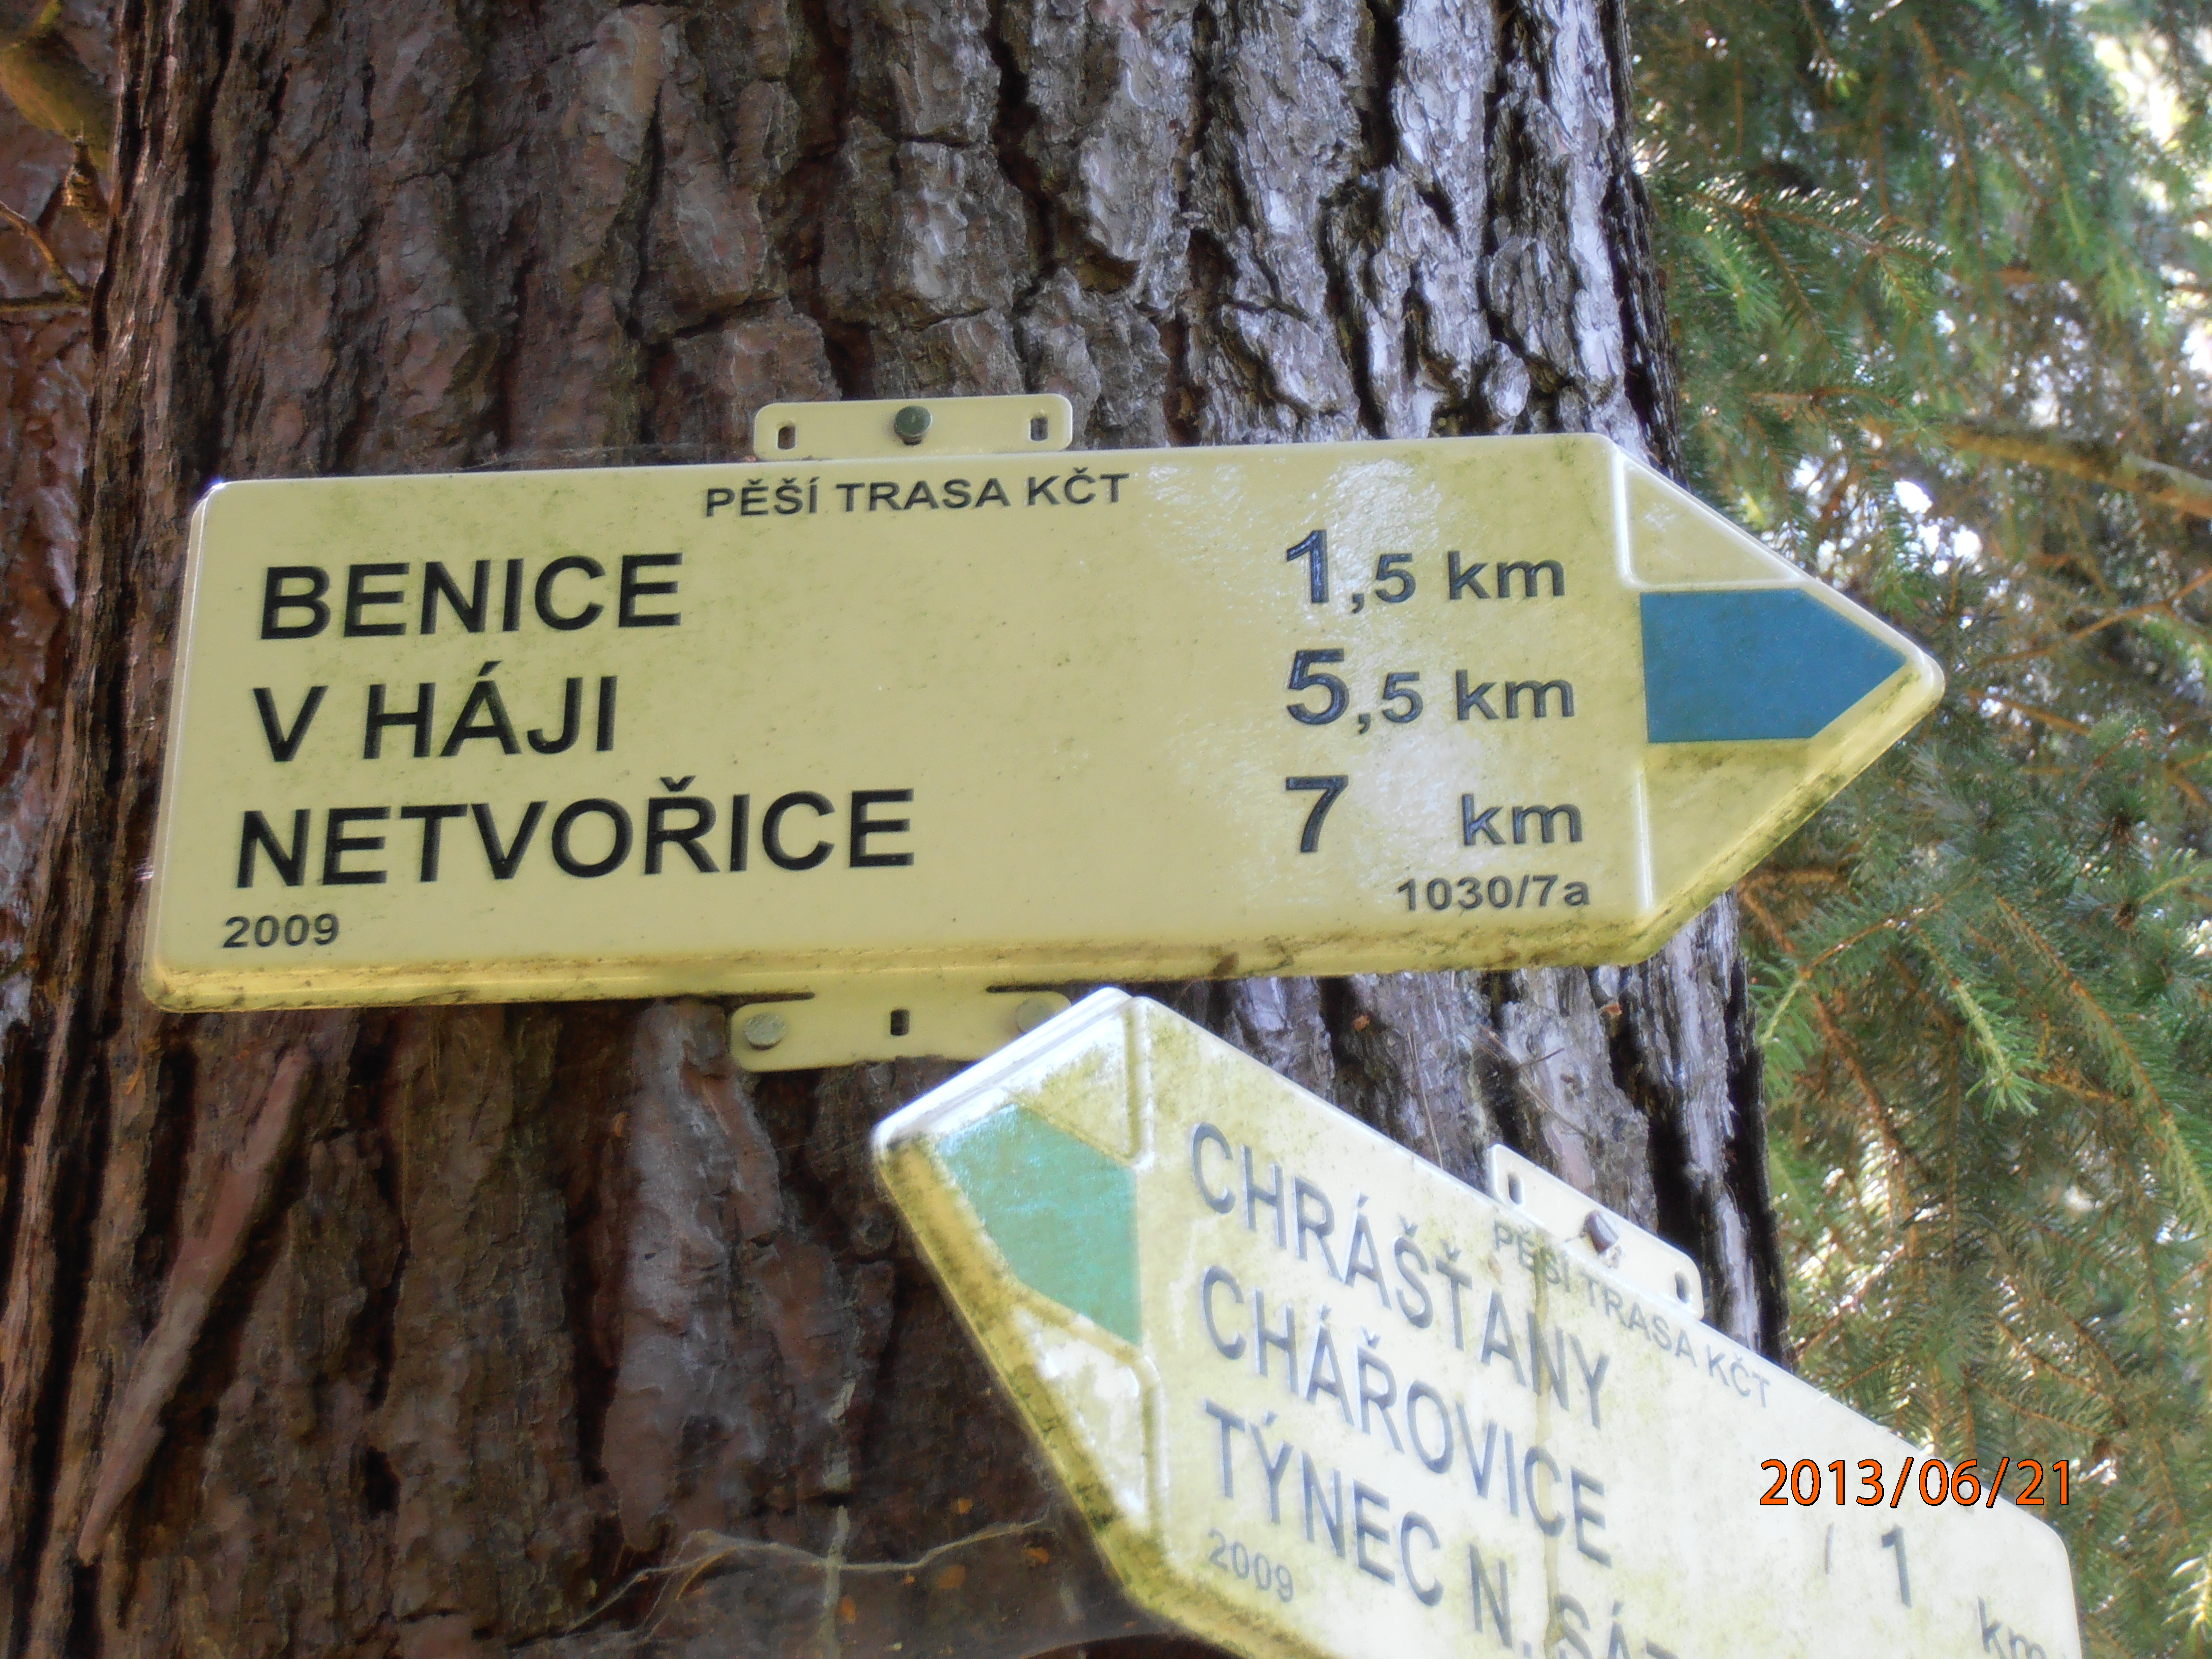 PĚŠÍ TRASA KČT
BENICE 1,5 km
V HÁJI 5,5 km
NETVOŘICE 7 km
1030/7a
2009
PĚŠÍ TRASA KČT
CHRÁŠŤANY 1 km
CHÁŘOVICE
TÝNEC N.
2009
2013/06/21